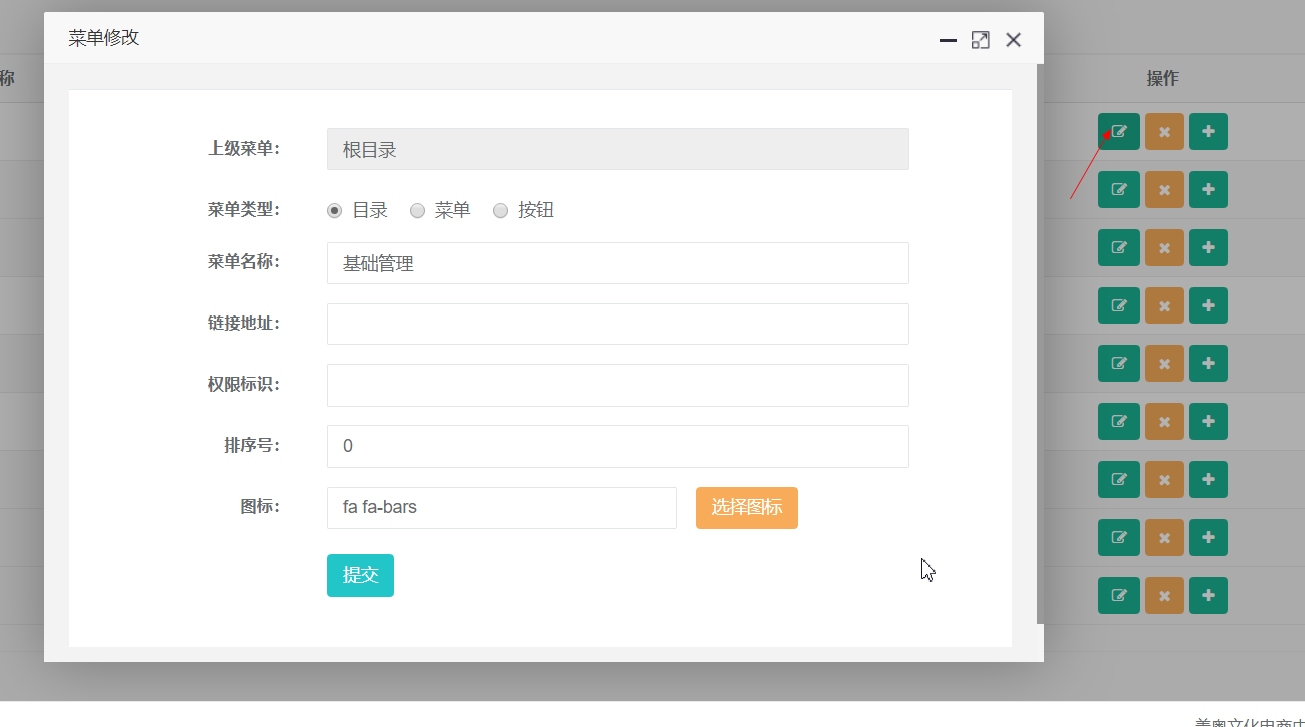 菜单修改
称
操作
上级菜单：
根目录
菜单类型：
目录 菜单 按钮
菜单名称：
基础管理
链接地址：
权限标识：
排序号：
0
图标：
fa fa-bars
选择图标
提交